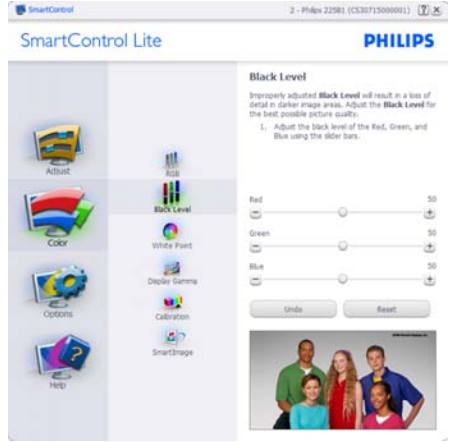 SmartControl
2 - Philips 225B1 (CS30715000001)
SmartControl Lite
PHILIPS
Adjust
Color
Options
Help
RGB
Black Level
White Point
Display Gamma
Calibration
SmartImage
Black Level
Improperly adjusted Black Level will result in a loss of
detail in darker image areas. Adjust the Black Level for
the best possible picture quality.
1. Adjust the black level of the Red, Green, and
Blue using the slider bars.
Red 50
Green 50
Blue 50
Undo Reset